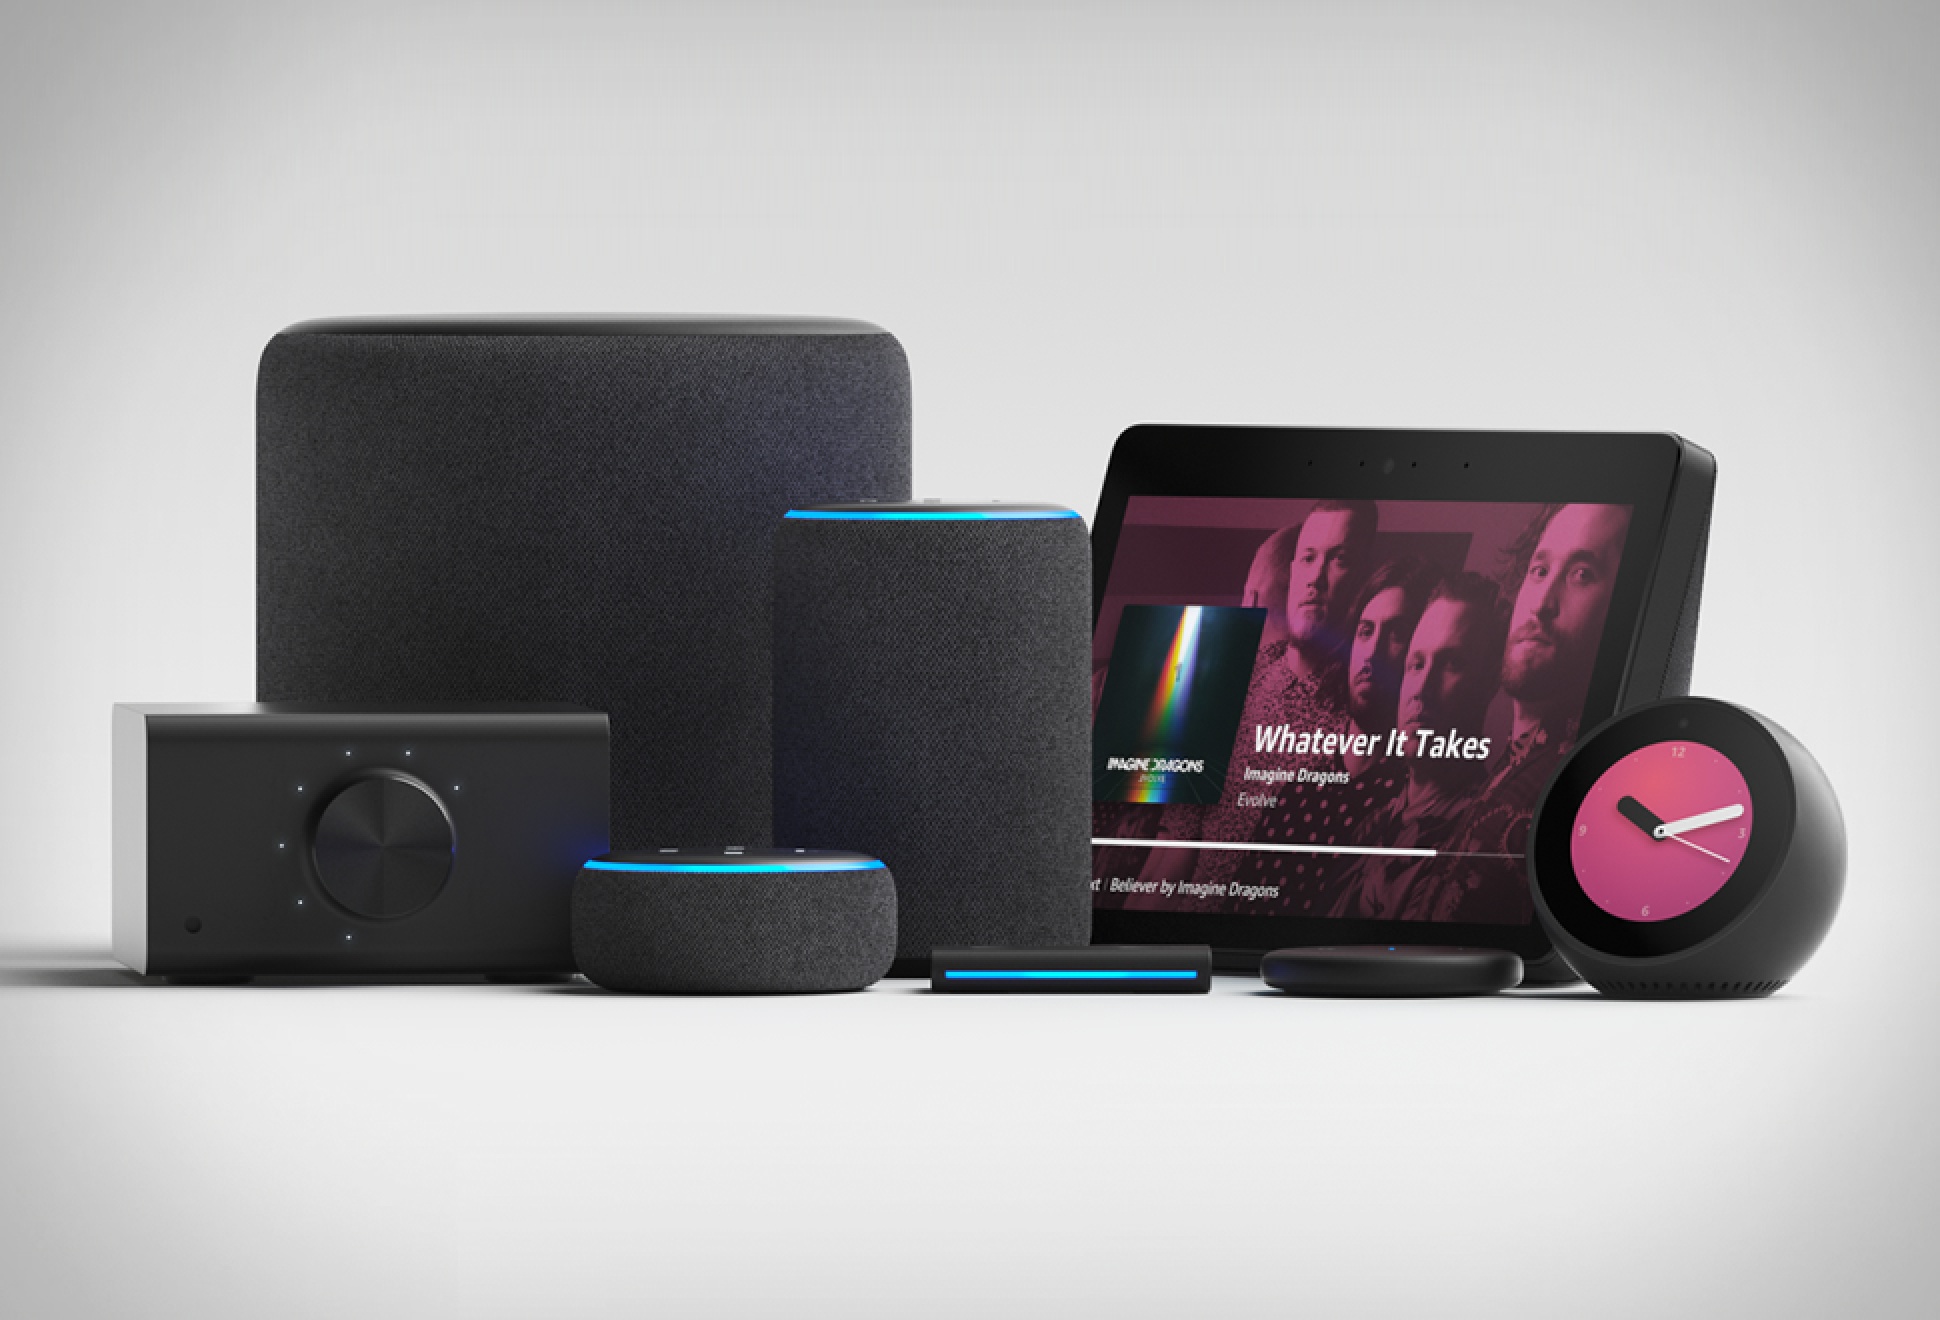 IMAGINE DRAGONS
EVOLVE
Whatever It Takes
Imagine Dragons
Evolve
xt | Believer by Imagine Dragons
12
9
3
6